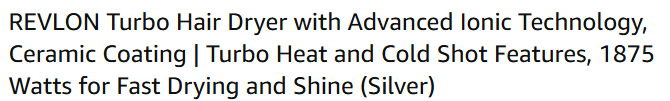 REVLON Turbo Hair Dryer with Advanced Ionic Technology,
Ceramic Coating | Turbo Heat and Cold Shot Features, 1875
Watts for Fast Drying and Shine (Silver)